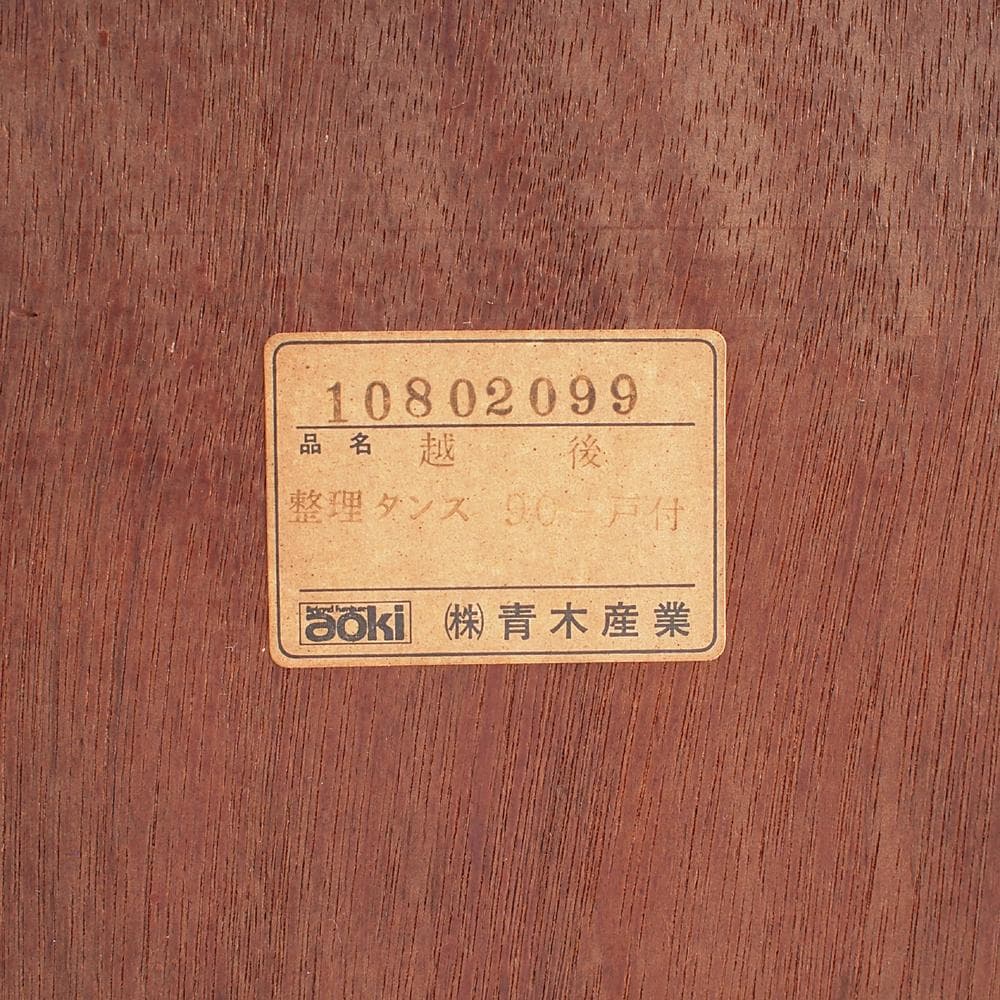 10802099
品名 越後
整理タンス 90-戸付
aoki ㈱青木産業